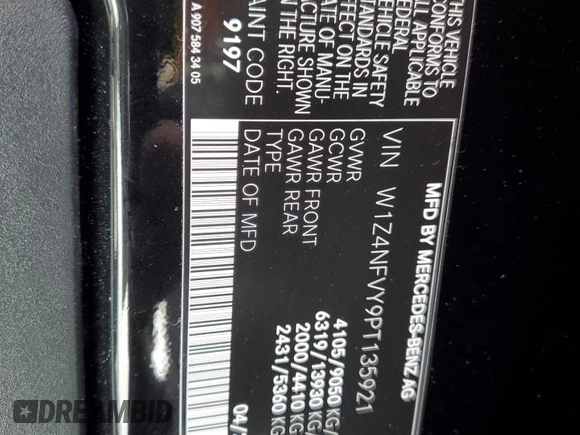 MFD BY MERCEDES-BENZ AG
VIN W1Z4NFVY9PT135921
GVWR 4105/9050 KG/
GCWR 6319/13930 KG/
GAWR FRONT 2000/4410 KG/
GAWR REAR 2431/5360 KG
TYPE
DATE OF MFD 04/
THIS VEHICLE
CONFORMS TO
ALL APPLICABLE
FEDERAL
VEHICLE SAFETY
STANDARDS IN
EFFECT ON THE
DATE OF MANU-
FACTURE SHOWN
ON THE RIGHT.
PAINT CODE
9197
A 907 584 34 05
DREAMBID